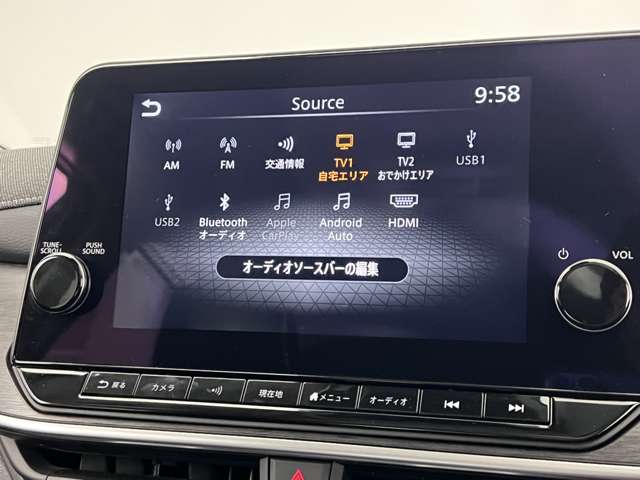 Source
9:58
AM
FM
交通情報
TV1
自宅エリア
TV2
おでかけエリア
USB1
USB2
Bluetooth
オーディオ
Apple
CarPlay
Android
Auto
HDMI
オーディオソースバーの編集
TUNE-
SCROLL
PUSH
SOUND
VOL
戻る
カメラ
現在地
メニュー
オーディオ